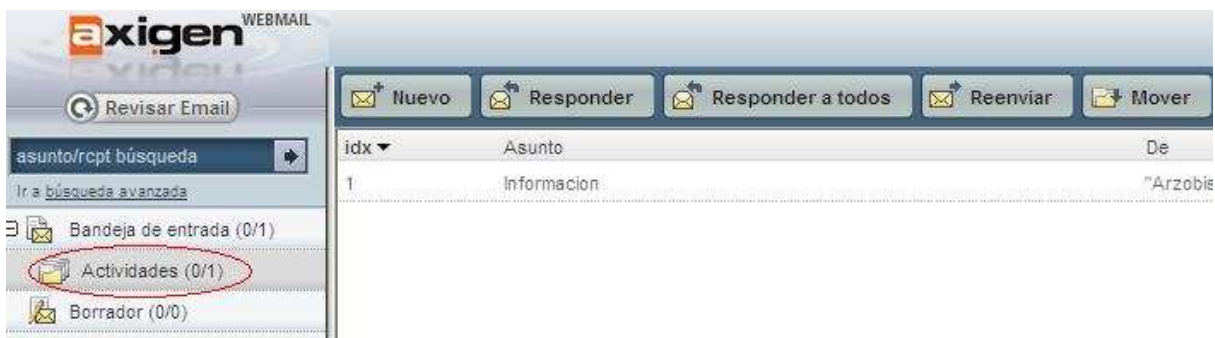 axigen WEBMAIL
Revisar Email
asunto/rcpt búsqueda
Ir a búsqueda avanzada
Bandeja de entrada (0/1)
Actividades (0/1)
Borrador (0/0)
Nuevo Responder Responder a todos Reenviar Mover
idx Asunto De
1 Informacion "Arzobis